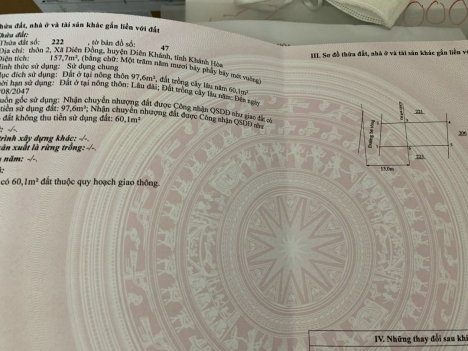 thửa đất, nhà ở và tài sản khác gắn liền với đất
Thửa đất:
Thửa đất số: 222 , tờ bản đồ số: 47
Địa chỉ: thôn 2, Xã Diên Đồng, huyện Diên Khánh, tỉnh Khánh Hòa
Diện tích: 157,7m², (bằng chữ: Một trăm năm mươi bảy phẩy bảy mét vuông)
Hình thức sử dụng: Sử dụng chung
Mục đích sử dụng: Đất ở tại nông thôn 97,6m²; đất trồng cây lâu năm 60,1m²
Thời hạn sử dụng: Đất ở tại nông thôn: Lâu dài; Đất trồng cây lâu năm: Đến ngày
/08/2047
guồn gốc sử dụng: Nhận chuyển nhượng đất được Công nhận QSDĐ như giao đất có
tiền sử dụng đất: 97,6m²; Nhận chuyển nhượng đất được Công nhận QSDĐ như
đất không thu tiền sử dụng đất: 60,1m²
: -/-.
trình xây dựng khác: -/-.
sản xuất là rừng trồng: -/-.
năm: -/-.
:
có 60,1m² đất thuộc quy hoạch giao thông.
III. Sơ đồ thửa đất, nhà ở và tài sản khác gắn liền v
221
223
15.0m
IV. Những thay đổi sau khi